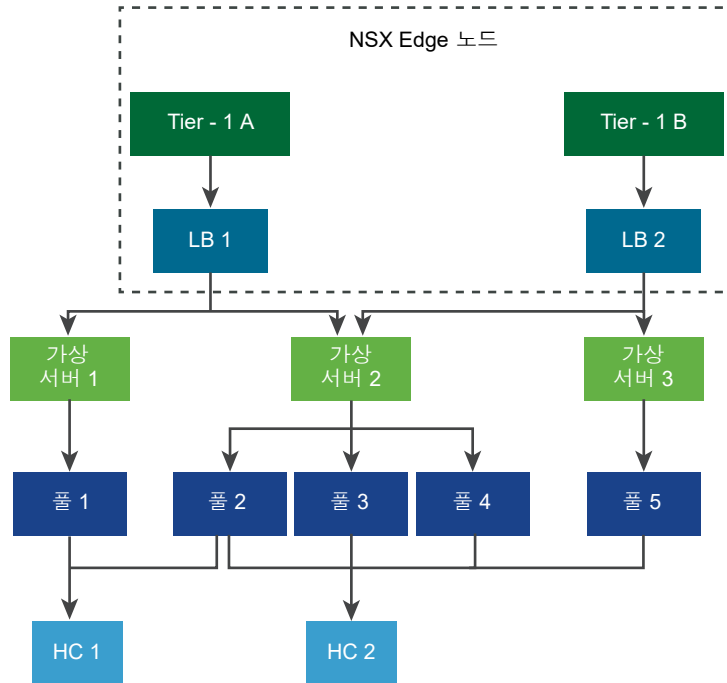 NSX Edge 노드
Tier - 1 A
Tier - 1 B
LB 1
LB 2
가상
서버 1
가상
서버 2
가상
서버 3
풀 1
풀 2
풀 3
풀 4
풀 5
HC 1
HC 2